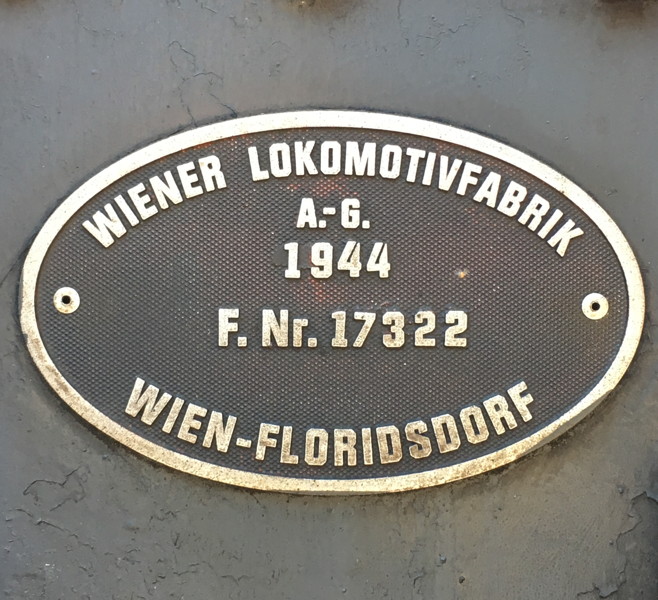 WIENER LOKOMOTIVFABRIK
A.-G.
1944
F. Nr. 17322
WIEN-FLORIDSDORF